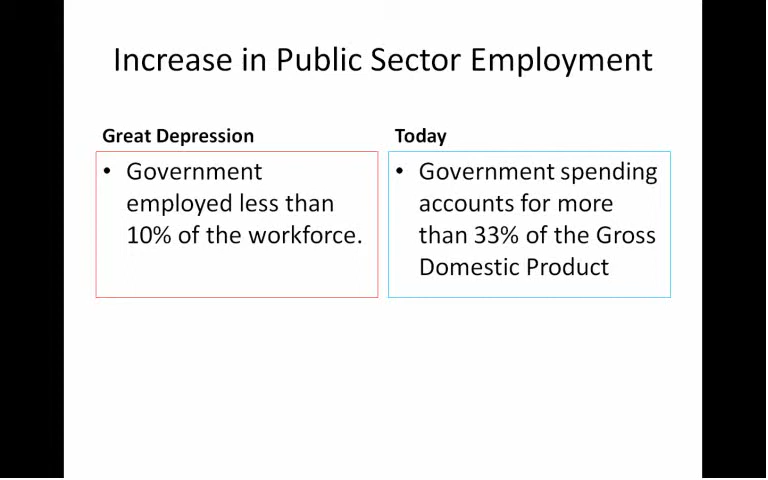 Increase in Public Sector Employment
Great Depression
• Government
employed less than
10% of the workforce.
Today
• Government spending
accounts for more
than 33% of the Gross
Domestic Product